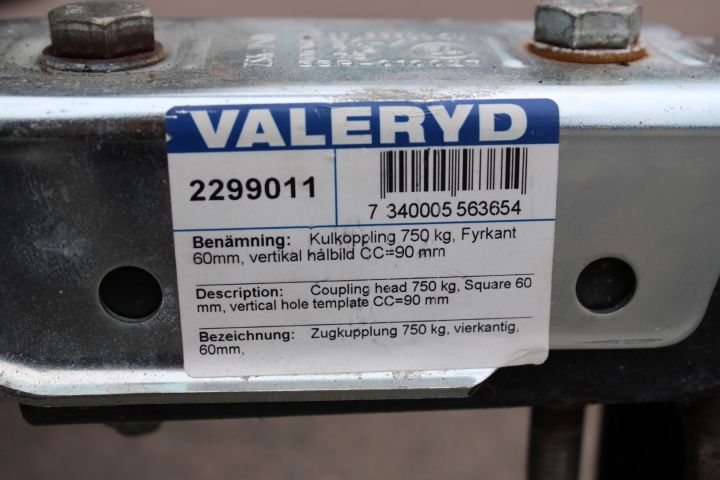 VALERYD
2299011
7 340005 563654
Benämning: Kulkoppling 750 kg, Fyrkant
60mm, vertikal hålbild CC=90 mm
Description: Coupling head 750 kg, Square 60
mm, vertical hole template CC=90 mm
Bezeichnung: Zugkupplung 750 kg, vierkantig,
60mm,